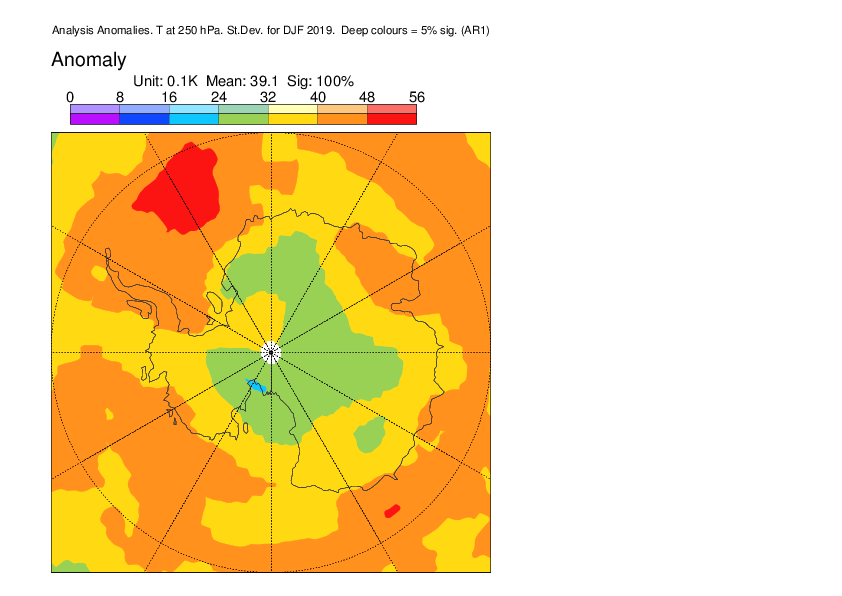 Analysis Anomalies. T at 250 hPa. St.Dev. for DJF 2019.  Deep colours = 5% sig. (AR1)
Anomaly
Unit: 0.1K  Mean: 39.1  Sig: 100%
0 8 16 24 32 40 48 56